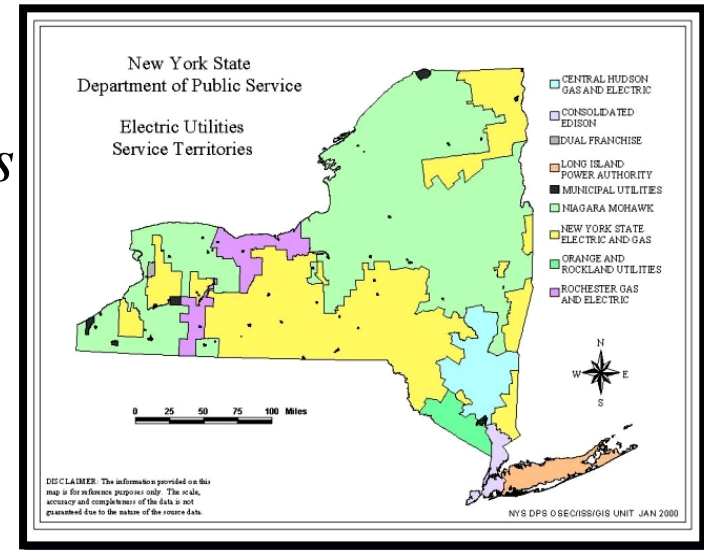 s
New York State
Department of Public Service
Electric Utilities
Service Territories
CENTRAL HUDSON
GAS AND ELECTRIC
CONSOLIDATED
EDISON
DUAL FRANCHISE
LONG ISLAND
POWER AUTHORITY
MUNICIPAL UTILITIES
NIAGARA MOHAWK
NEW YORK STATE
ELECTRIC AND GAS
ORANGE AND
ROCKLAND UTILITIES
ROCHESTER GAS
AND ELECTRIC
N
W E
S
0 25 50 75 100 Miles
DISCLAIMER: The information provided on this
map is for reference purposes only. The scale,
accuracy and completeness of the data is not
guaranteed due to the nature of the source data.
NYS DPS OSEC/ISS/GIS UNIT JAN 2000